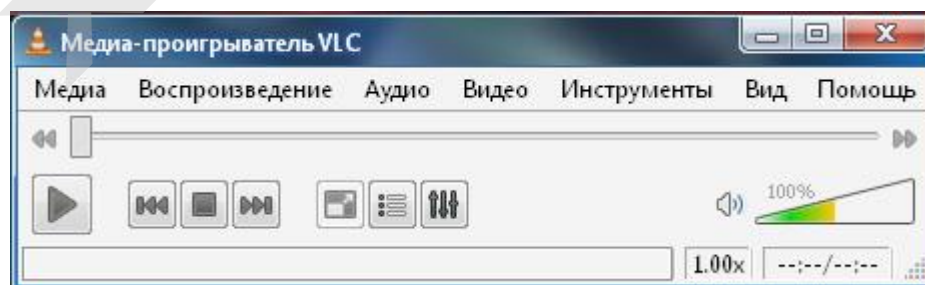 Медиа-проигрыватель VLC
Медиа Воспроизведение Аудио Видео Инструменты Вид Помощь
100%
1.00x --:--/--:--